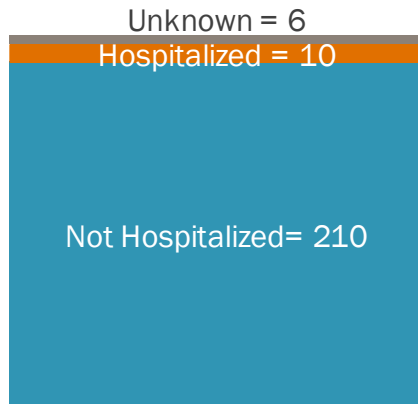 Unknown = 6
Hospitalized = 10
Not Hospitalized= 210